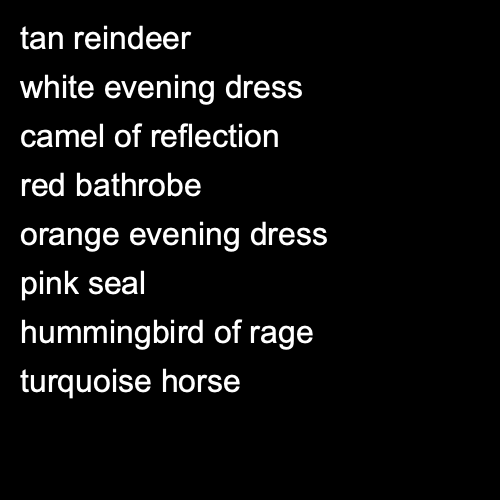 tan reindeer
white evening dress
camel of reflection
red bathrobe
orange evening dress
pink seal
hummingbird of rage
turquoise horse